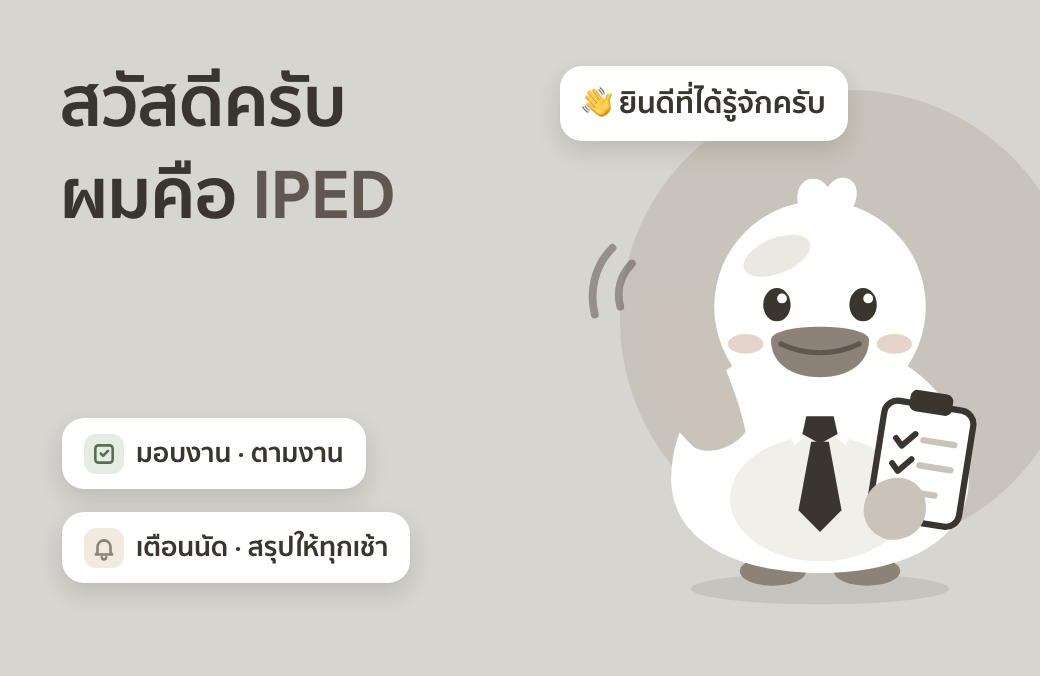 สวัสดีครับ
ผมคือ IPED
👋 ยินดีที่ได้รู้จักครับ
มอบงาน · ตามงาน
เตือนนัด · สรุปให้ทุกเช้า